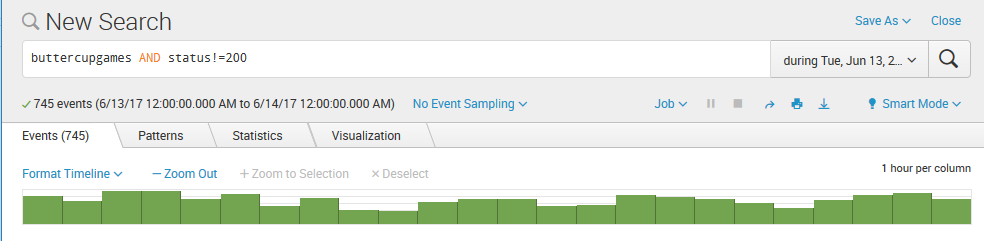 New Search
Save As
Close
buttercupgames AND status!=200
during Tue, Jun 13, 2...
745 events (6/13/17 12:00:00.000 AM to 6/14/17 12:00:00.000 AM)
No Event Sampling
Job
Smart Mode
Events (745)
Patterns
Statistics
Visualization
Format Timeline
— Zoom Out
+ Zoom to Selection
× Deselect
1 hour per column